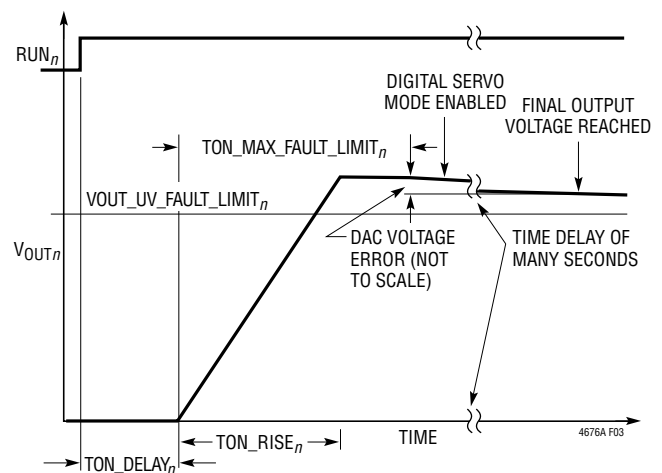 RUNn
DIGITAL SERVO
MODE ENABLED
FINAL OUTPUT
VOLTAGE REACHED
TON_MAX_FAULT_LIMITn
VOUT_UV_FAULT_LIMITn
VOUTn
DAC VOLTAGE
ERROR (NOT
TO SCALE)
TIME DELAY OF
MANY SECONDS
TON_RISEn
TIME
4676A F03
TON_DELAYn